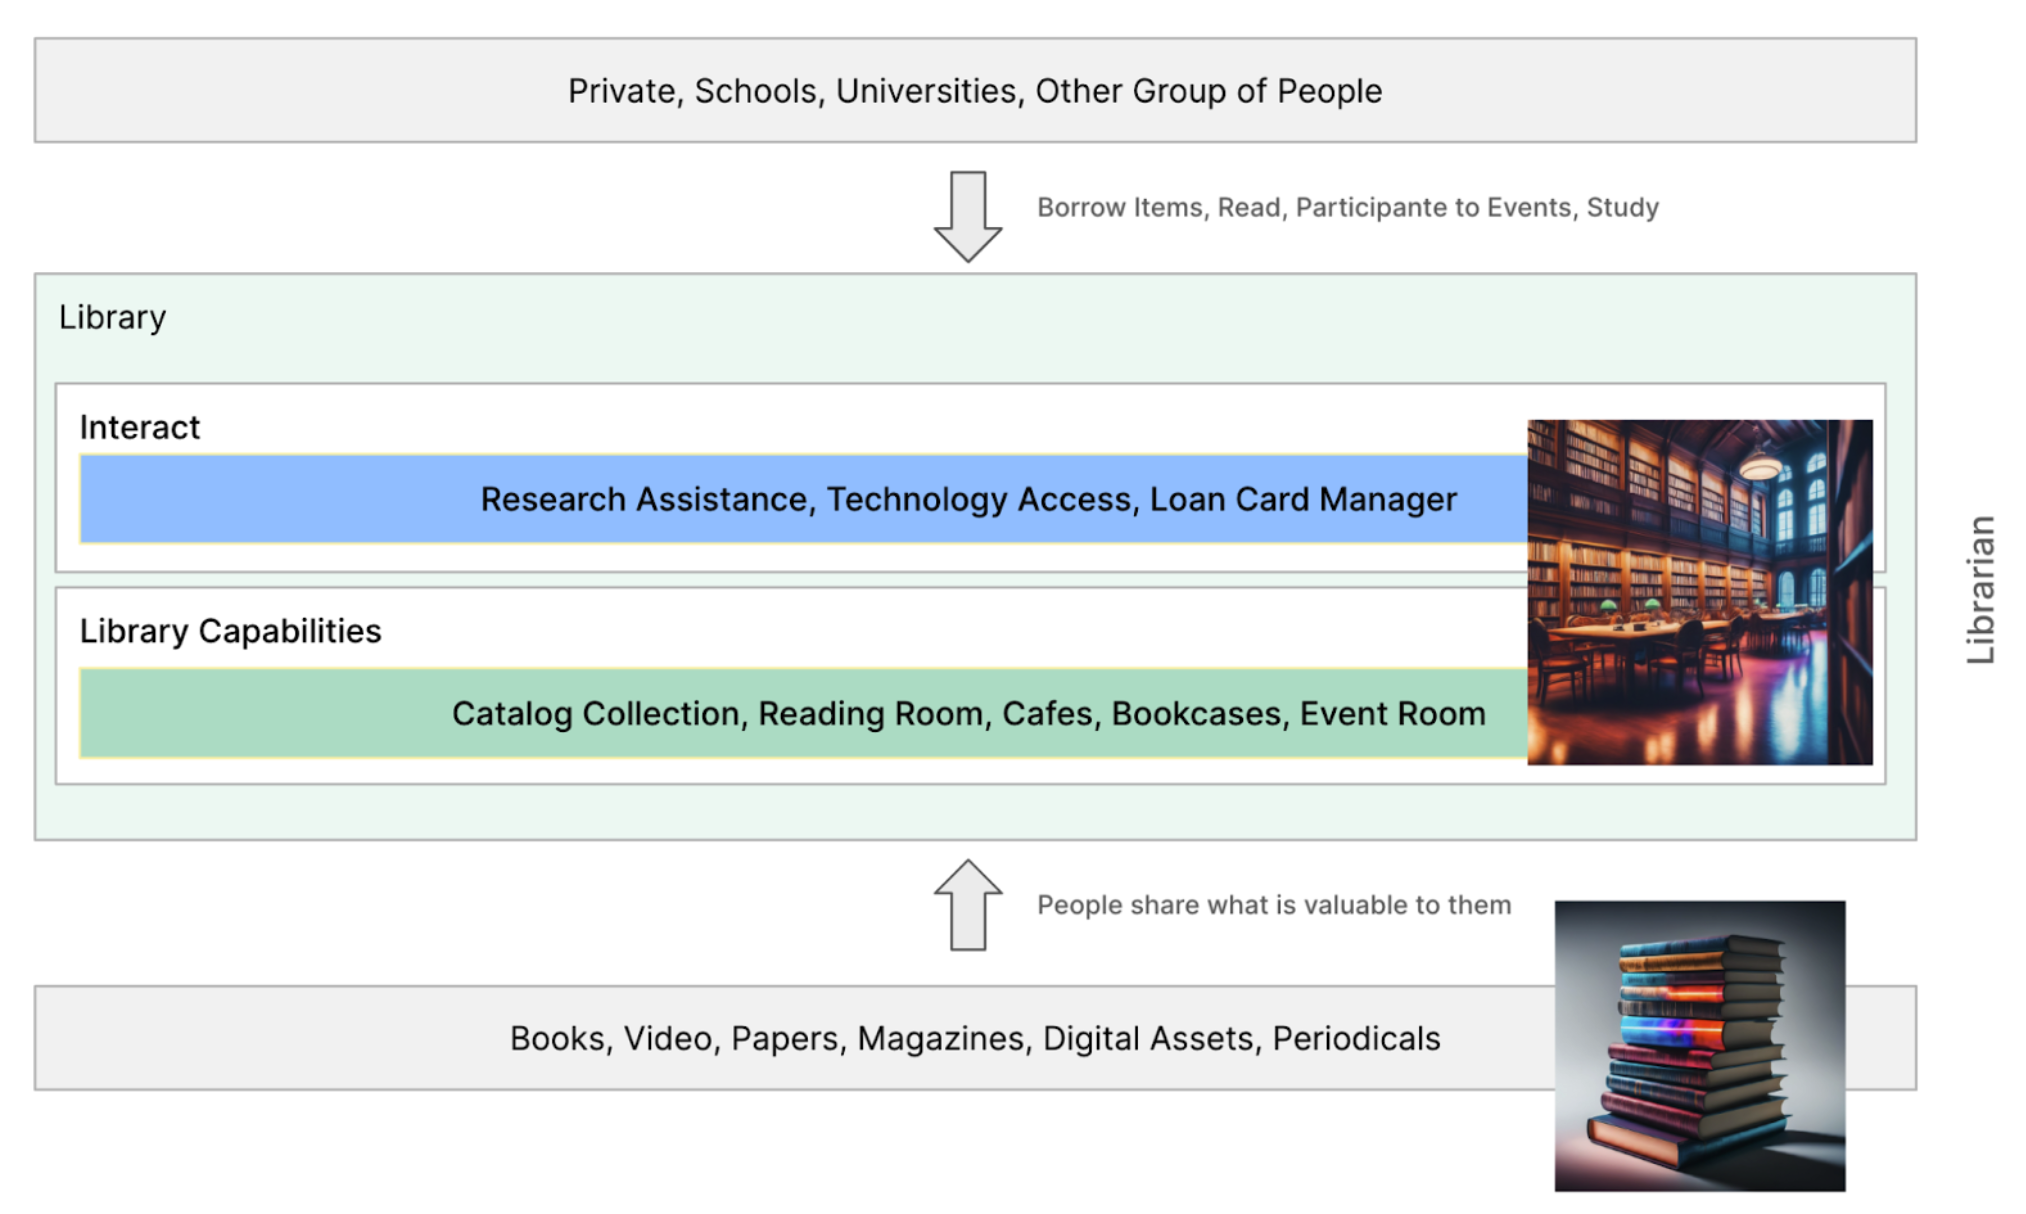 Private, Schools, Universities, Other Group of People
Borrow Items, Read, Participante to Events, Study
Library
Interact
Research Assistance, Technology Access, Loan Card Manager
Library Capabilities
Catalog Collection, Reading Room, Cafes, Bookcases, Event Room
Librarian
People share what is valuable to them
Books, Video, Papers, Magazines, Digital Assets, Periodicals